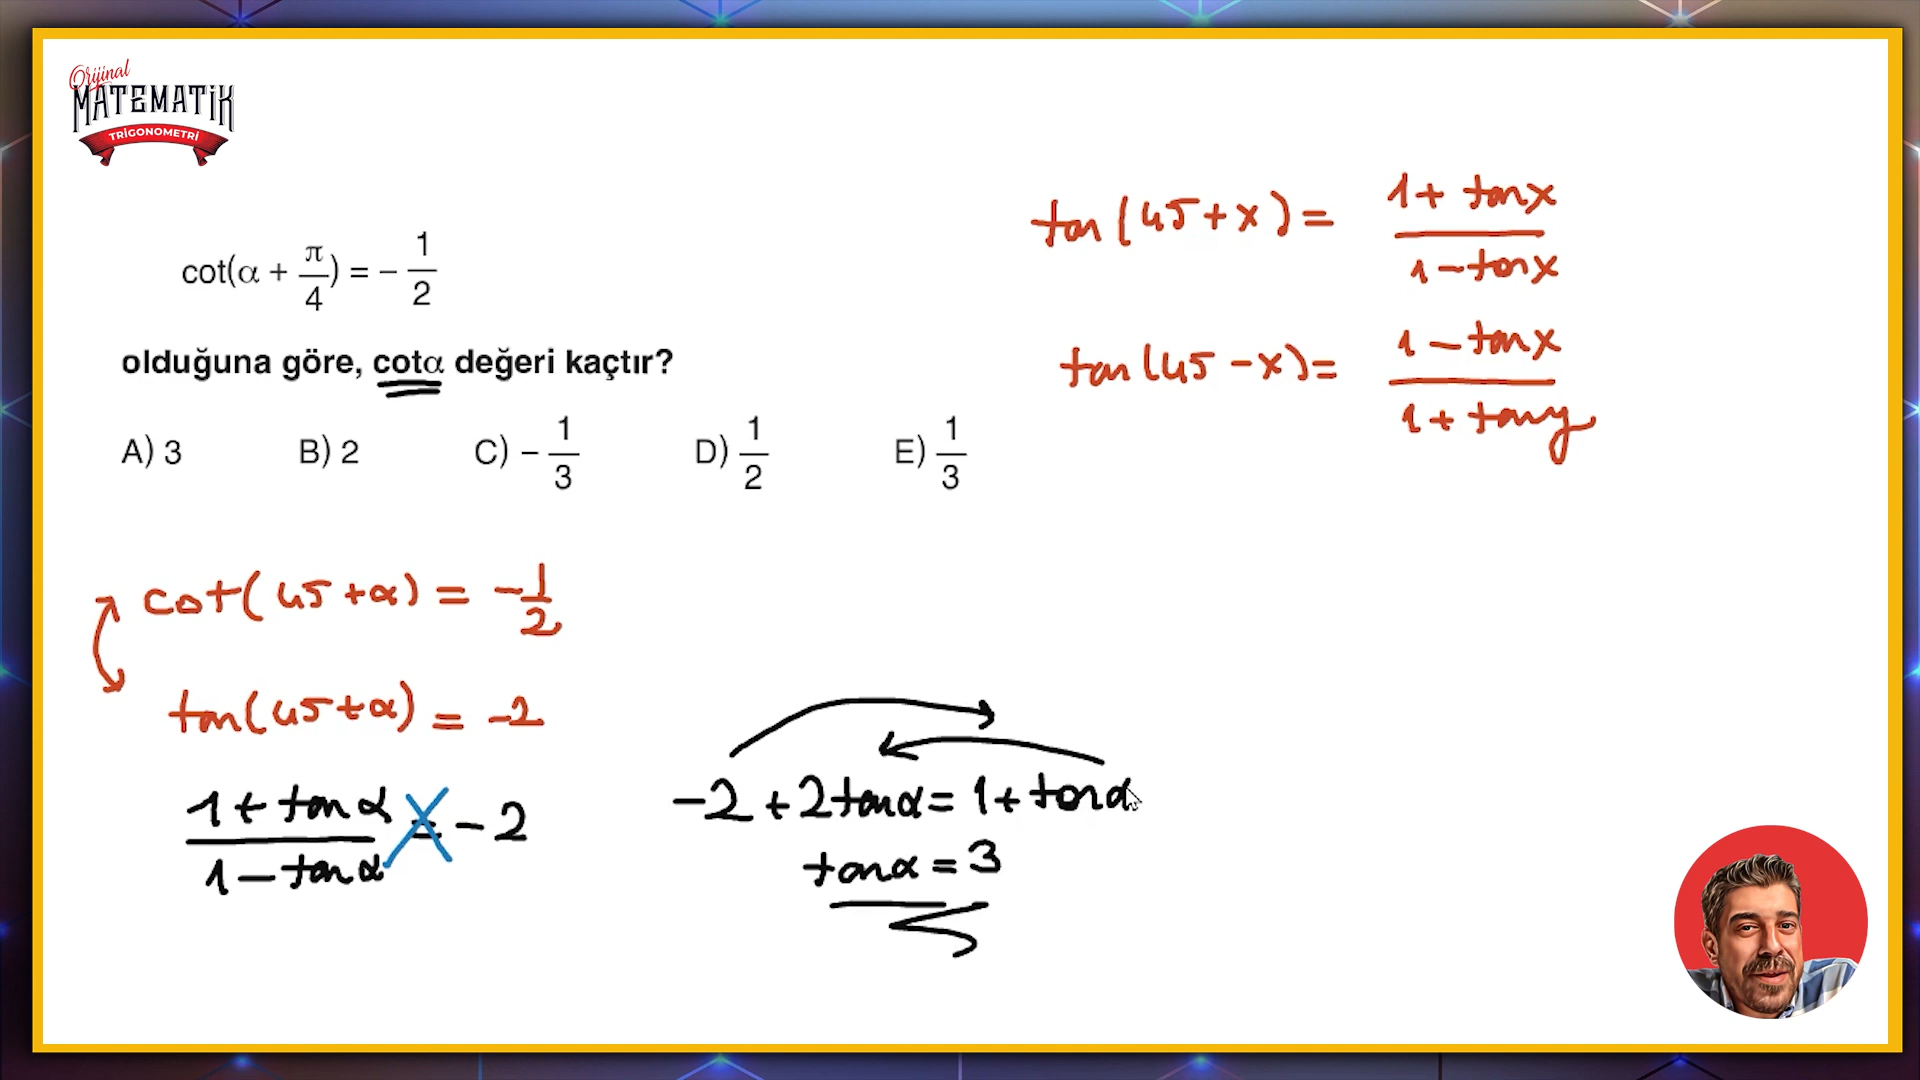 Orijinal
MATEMATİK
TRİGONOMETRİ
cot(α + π/4) = - 1/2
olduğuna göre, cotα değeri kaçtır?
A) 3 B) 2 C) - 1/3 D) 1/2 E) 1/3
tan(45+x) = (1+tanx)/(1-tanx)
tan(45-x) = (1-tanx)/(1+tany)
cot(45+α) = -1/2
tan(45+α) = -2
(1+tanα)/(1-tanα) = -2
-2+2tanα = 1+tanα
tanα = 3